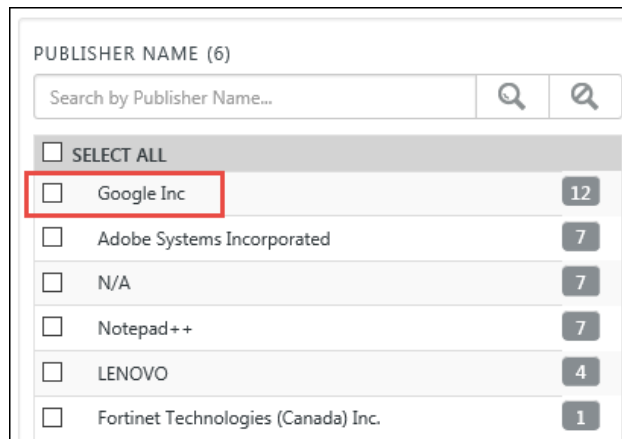 PUBLISHER NAME (6)
Search by Publisher Name...
SELECT ALL
Google Inc 12
Adobe Systems Incorporated 7
N/A 7
Notepad++ 7
LENOVO 4
Fortinet Technologies (Canada) Inc. 1